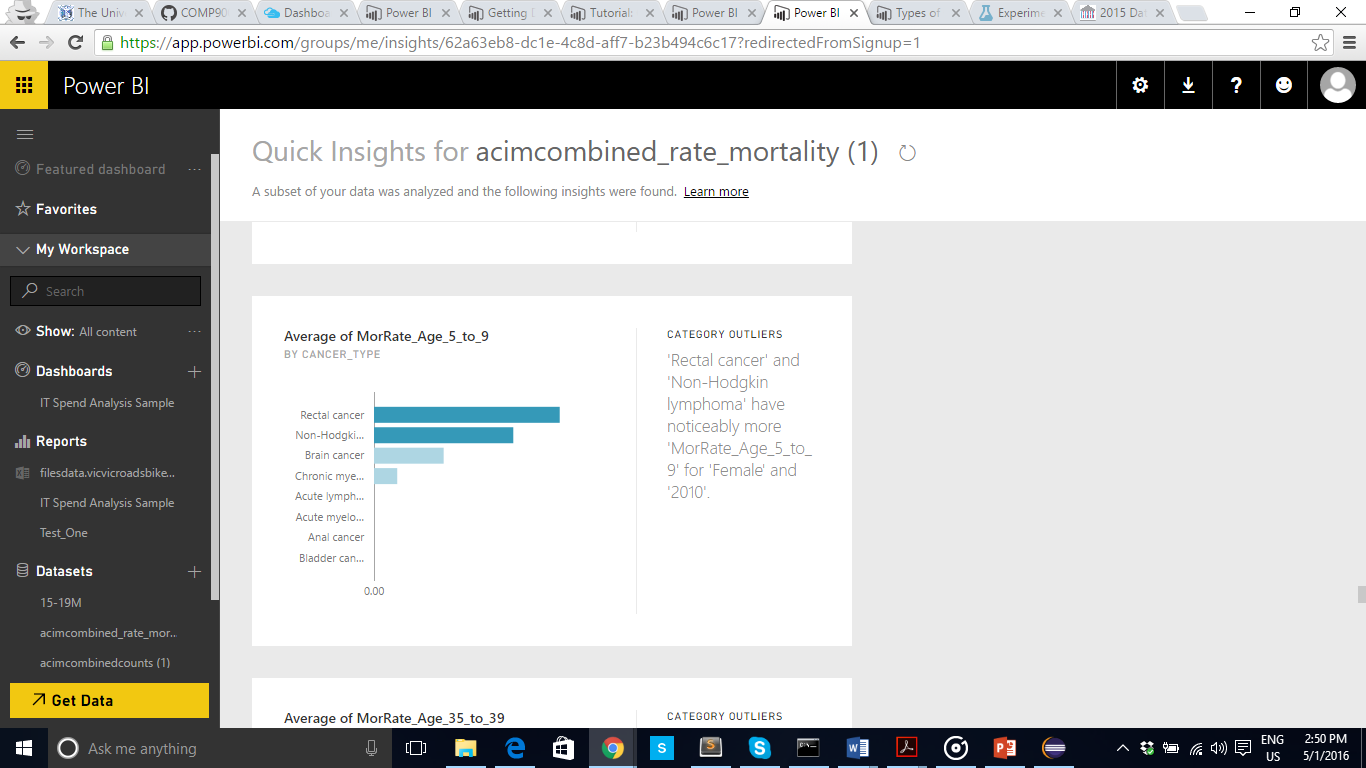 The Unive
COMP90
Dashboa
Power BI
Getting
Tutorial
Power BI
Power BI
Types of
Experime
2015 Dat
https://app.powerbi.com/groups/me/insights/62a63eb8-dc1e-4c8d-aff7-b23b494c6c17?redirectedFromSignup=1
Power BI
?
Featured dashboard ...
Favorites
My Workspace
Search
Show: All content ...
Dashboards +
IT Spend Analysis Sample
Reports
filesdata.vicvicroadsbike...
IT Spend Analysis Sample
Test_One
Datasets +
15-19M
acimcombined_rate_mor...
acimcombinedcounts (1)
Get Data
Quick Insights for acimcombined_rate_mortality (1)
A subset of your data was analyzed and the following insights were found. Learn more
Average of MorRate_Age_5_to_9
BY CANCER_TYPE
Rectal cancer
Non-Hodgki...
Brain cancer
Chronic mye...
Acute lymph...
Acute myelo...
Anal cancer
Bladder can...
0.00
CATEGORY OUTLIERS
'Rectal cancer' and
'Non-Hodgkin
lymphoma' have
noticeably more
'MorRate_Age_5_to_
9' for 'Female' and
'2010'.
Average of MorRate_Age_35_to_39
CATEGORY OUTLIERS
Ask me anything
ENG
US
2:50 PM
5/1/2016